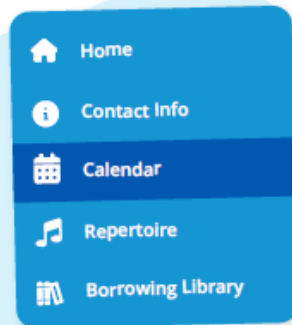 Home
Contact Info
Calendar
Repertoire
Borrowing Library